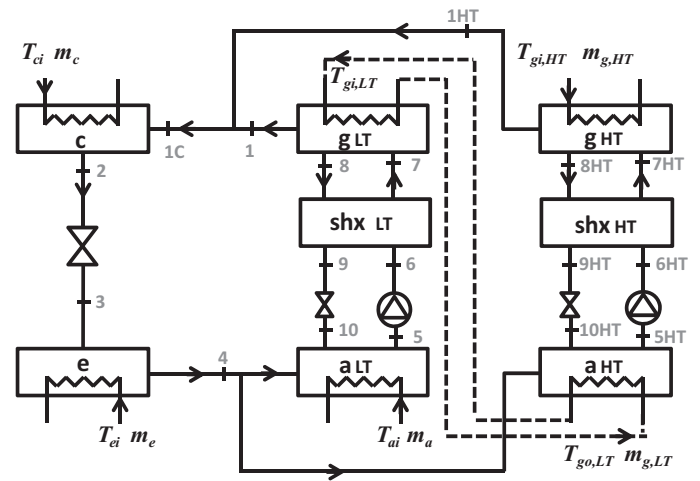 1HT
T_ci m_c
T_gi,LT
T_gi,HT m_g,HT
c
1C
1
g LT
g HT
2
8
7
8HT
7HT
shx LT
shx HT
9
6
9HT
6HT
3
10
5
10HT
5HT
e
4
a LT
a HT
T_ei m_e
T_ai m_a
T_go,LT m_g,LT